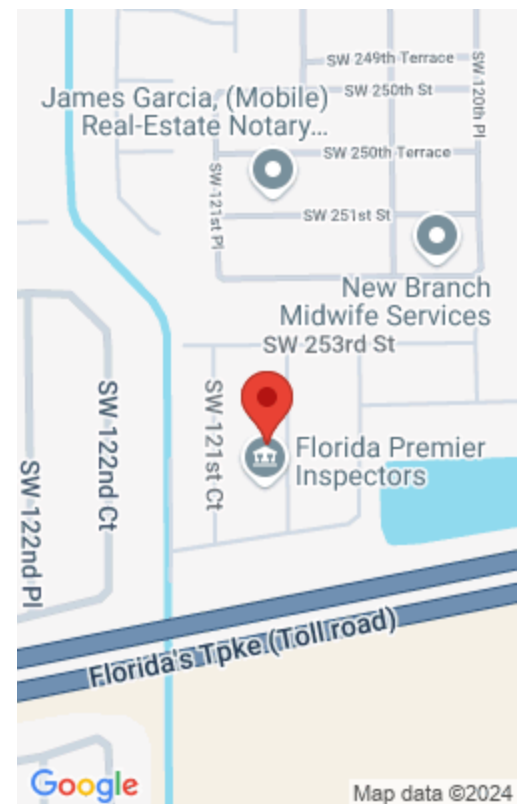 SW 249th Terrace
SW 120th Pl
James Garcia, (Mobile)
Real-Estate Notary...
SW 250th St
SW 250th Terrace
SW 121st Pl
SW 251st St
New Branch
Midwife Services
SW 253rd St
SW 122nd Ct
SW 121st Ct
Florida Premier
Inspectors
SW 122nd Pl
Florida's Tpke (Toll road)
Google
Map data ©2024